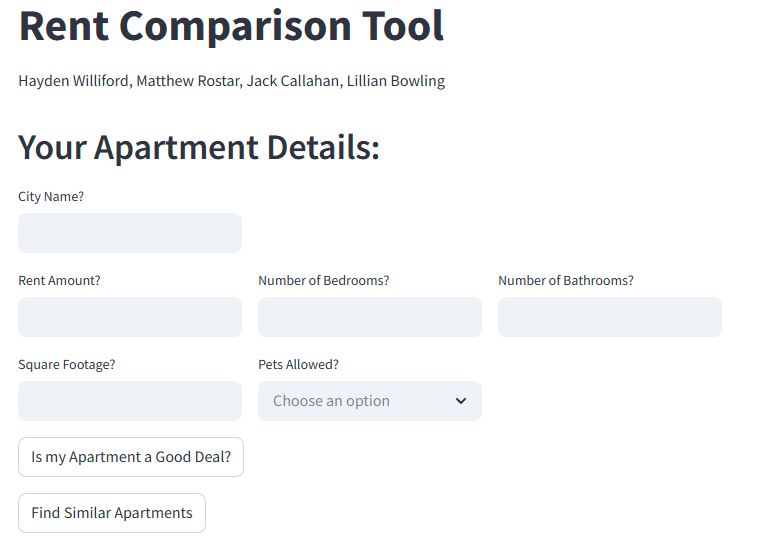 Rent Comparison Tool
Hayden Williford, Matthew Rostar, Jack Callahan, Lillian Bowling
Your Apartment Details:
City Name?
Rent Amount? Number of Bedrooms? Number of Bathrooms?
Square Footage? Pets Allowed?
Choose an option
Is my Apartment a Good Deal?
Find Similar Apartments